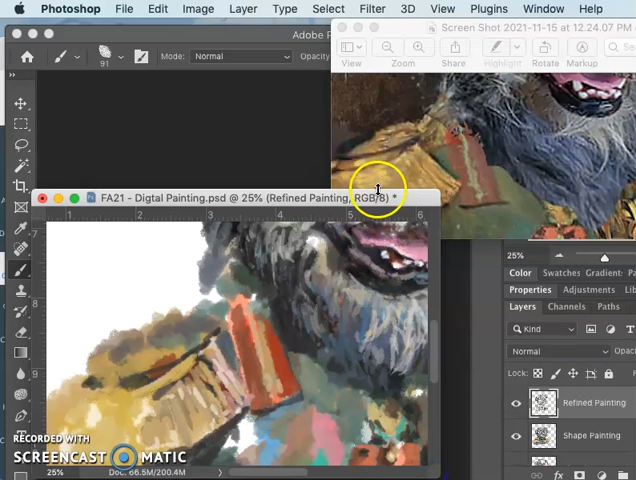 Photoshop File Edit Image Layer Type Select Filter 3D View Plugins Window Help
Screen Shot 2021-11-15 at 12.24.07 PM
Adobe P
91 Mode: Normal Opacity
View Zoom Share Highlight Rotate Markup
FA21 - Digtal Painting.psd @ 25% (Refined Painting, RGB/8) *
1 2 3 4 5 6
7
8
9
25%
Color Swatches Gradient
Properties Adjustments Lib
Layers Channels Paths
Kind
Normal Opaci
Lock:
Refined Painting
Shape Painting
RECORDED WITH
SCREENCAST MATIC
25% Doc: 66.5M/200.4M